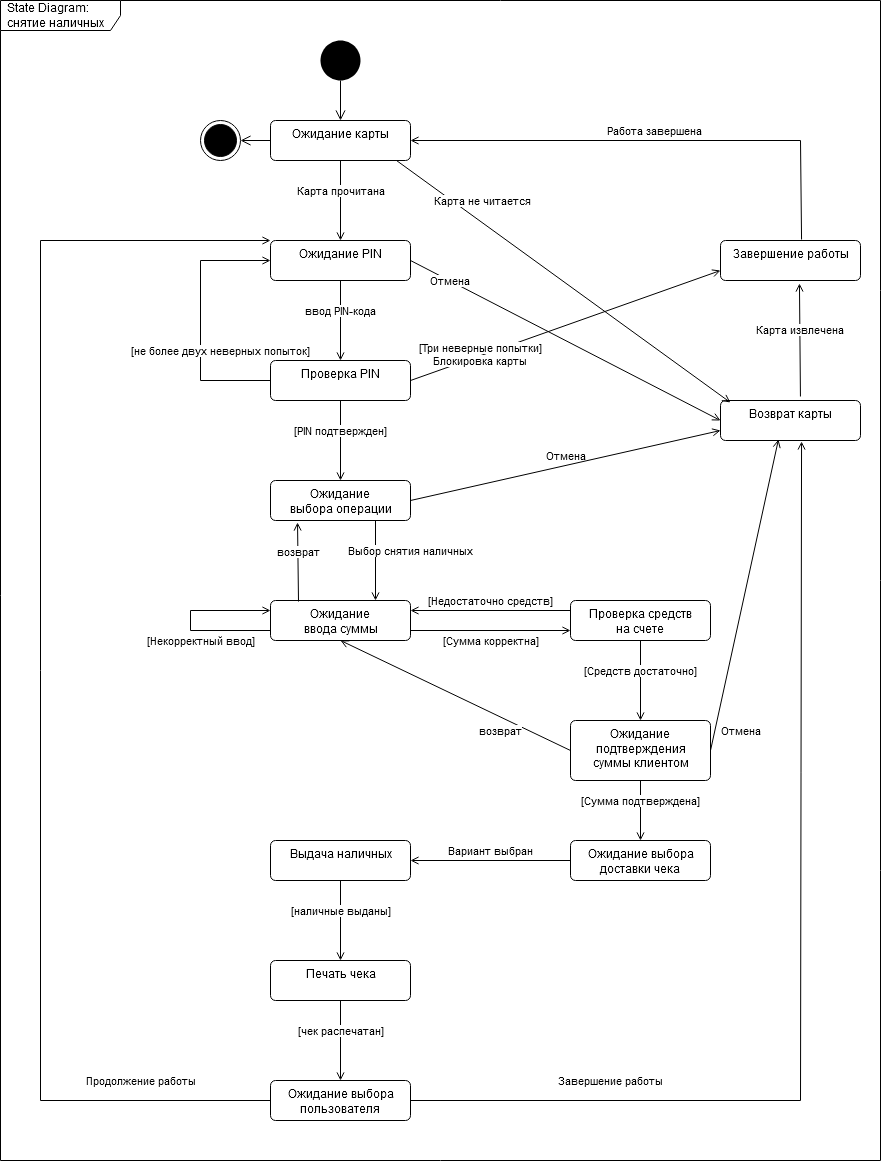 State Diagram:
снятие наличных
Ожидание карты
Работа завершена
Карта прочитана
Карта не читается
Ожидание PIN
Завершение работы
Отмена
ввод PIN-кода
Карта извлечена
[не более двух неверных попыток]
[Три неверные попытки]
Блокировка карты
Проверка PIN
Возврат карты
[PIN подтвержден]
Отмена
Ожидание
выбора операции
возврат
Выбор снятия наличных
[Недостаточно средств]
Ожидание
ввода суммы
Проверка средств
на счете
[Некорректный ввод]
[Сумма корректна]
[Средств достаточно]
возврат
Ожидание
подтверждения
суммы клиентом
Отмена
[Сумма подтверждена]
Выдача наличных
Вариант выбран
Ожидание выбора
доставки чека
[наличные выданы]
Печать чека
[чек распечатан]
Продолжение работы
Завершение работы
Ожидание выбора
пользователя